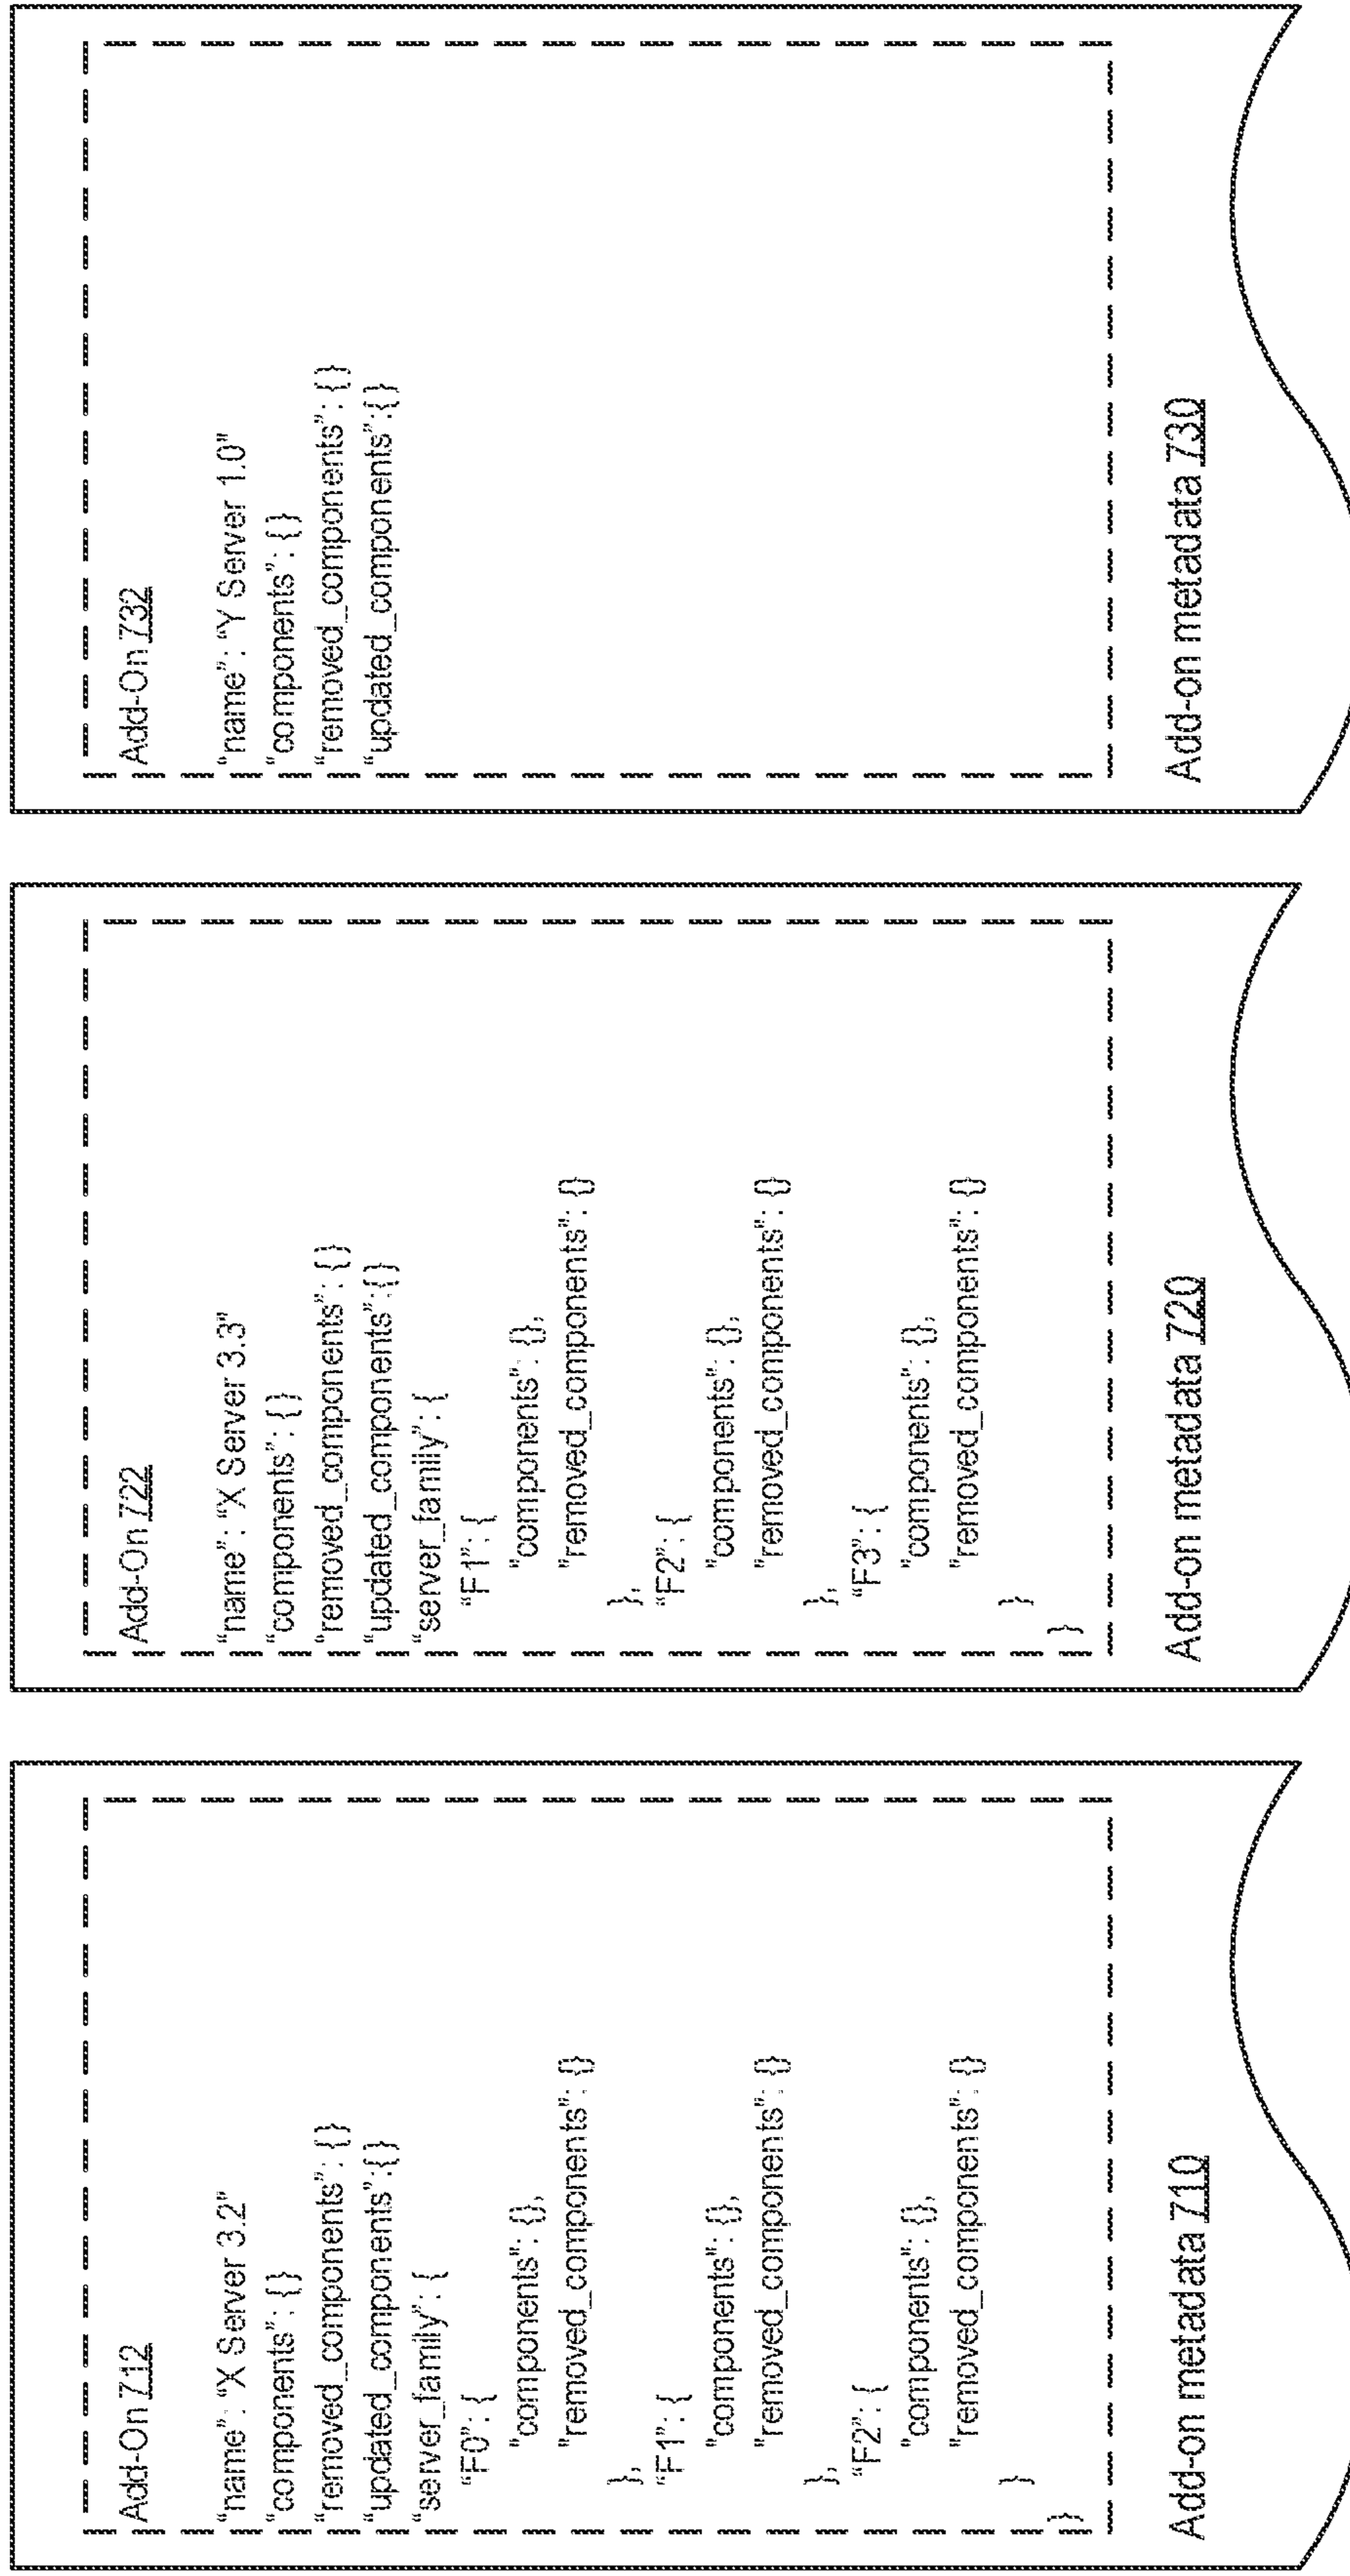 Add-On 712
“name”: “X Server 3.2”
“components”: {}
“removed_components”: {}
“updated_components”:{}
“server_family”: {
“F0”: {
"components": {},
"removed_components": {}
},
“F1”: {
"components": {},
"removed_components": {}
},
“F2”: {
"components": {},
"removed_components": {}
}
}
Add-on metadata 710
Add-On 722
“name”: “X Server 3.3”
“components”: {}
“removed_components”: {}
“updated_components”:{}
“server_family”: {
“F1”: {
"components": {},
"removed_components": {}
},
“F2”: {
"components": {},
"removed_components": {}
},
“F3”: {
"components": {},
"removed_components": {}
}
}
Add-on metadata 720
Add-On 732
“name”: “Y Server 1.0”
“components”: {}
“removed_components”: {}
“updated_components”:{}
Add-on metadata 730